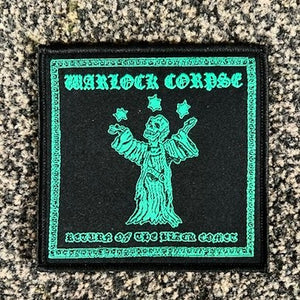 WARLOCK CORPSE
RETURN OF THE BLACK COMET